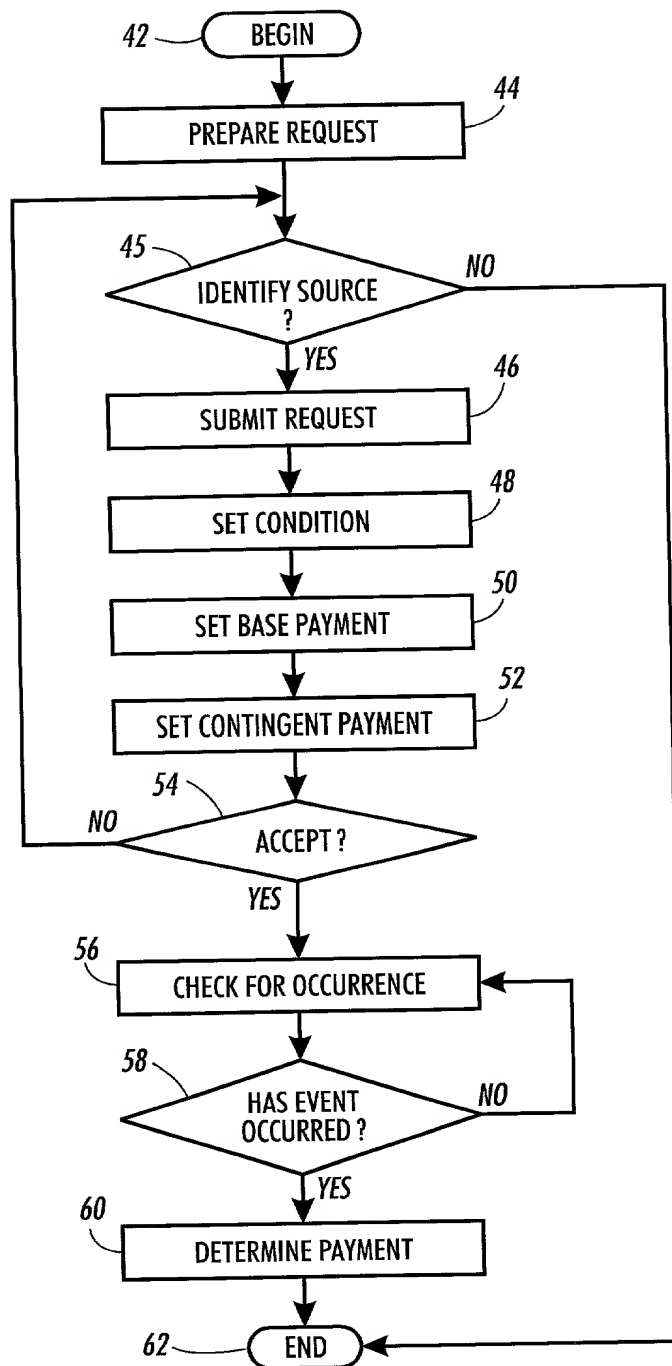 42
BEGIN
44
PREPARE REQUEST
45
NO
IDENTIFY SOURCE
?
YES
46
SUBMIT REQUEST
48
SET CONDITION
50
SET BASE PAYMENT
52
SET CONTINGENT PAYMENT
54
NO
ACCEPT ?
YES
56
CHECK FOR OCCURRENCE
58
NO
HAS EVENT
OCCURRED ?
YES
60
DETERMINE PAYMENT
62
END